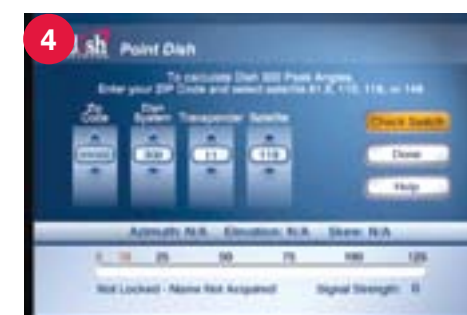 4
dish Point Dish
To calculate Dish 500 Peak Angles,
Enter your ZIP Code and select satellite 61.5, 110, 119, or 148
Zip Code Dish System Transponder Satellite
11 119
Check Switch
Done
Help
Azimuth: N/A Elevation: N/A Skew: N/A
25 50 75 100 125
Not Locked - Name Not Acquired Signal Strength: 0